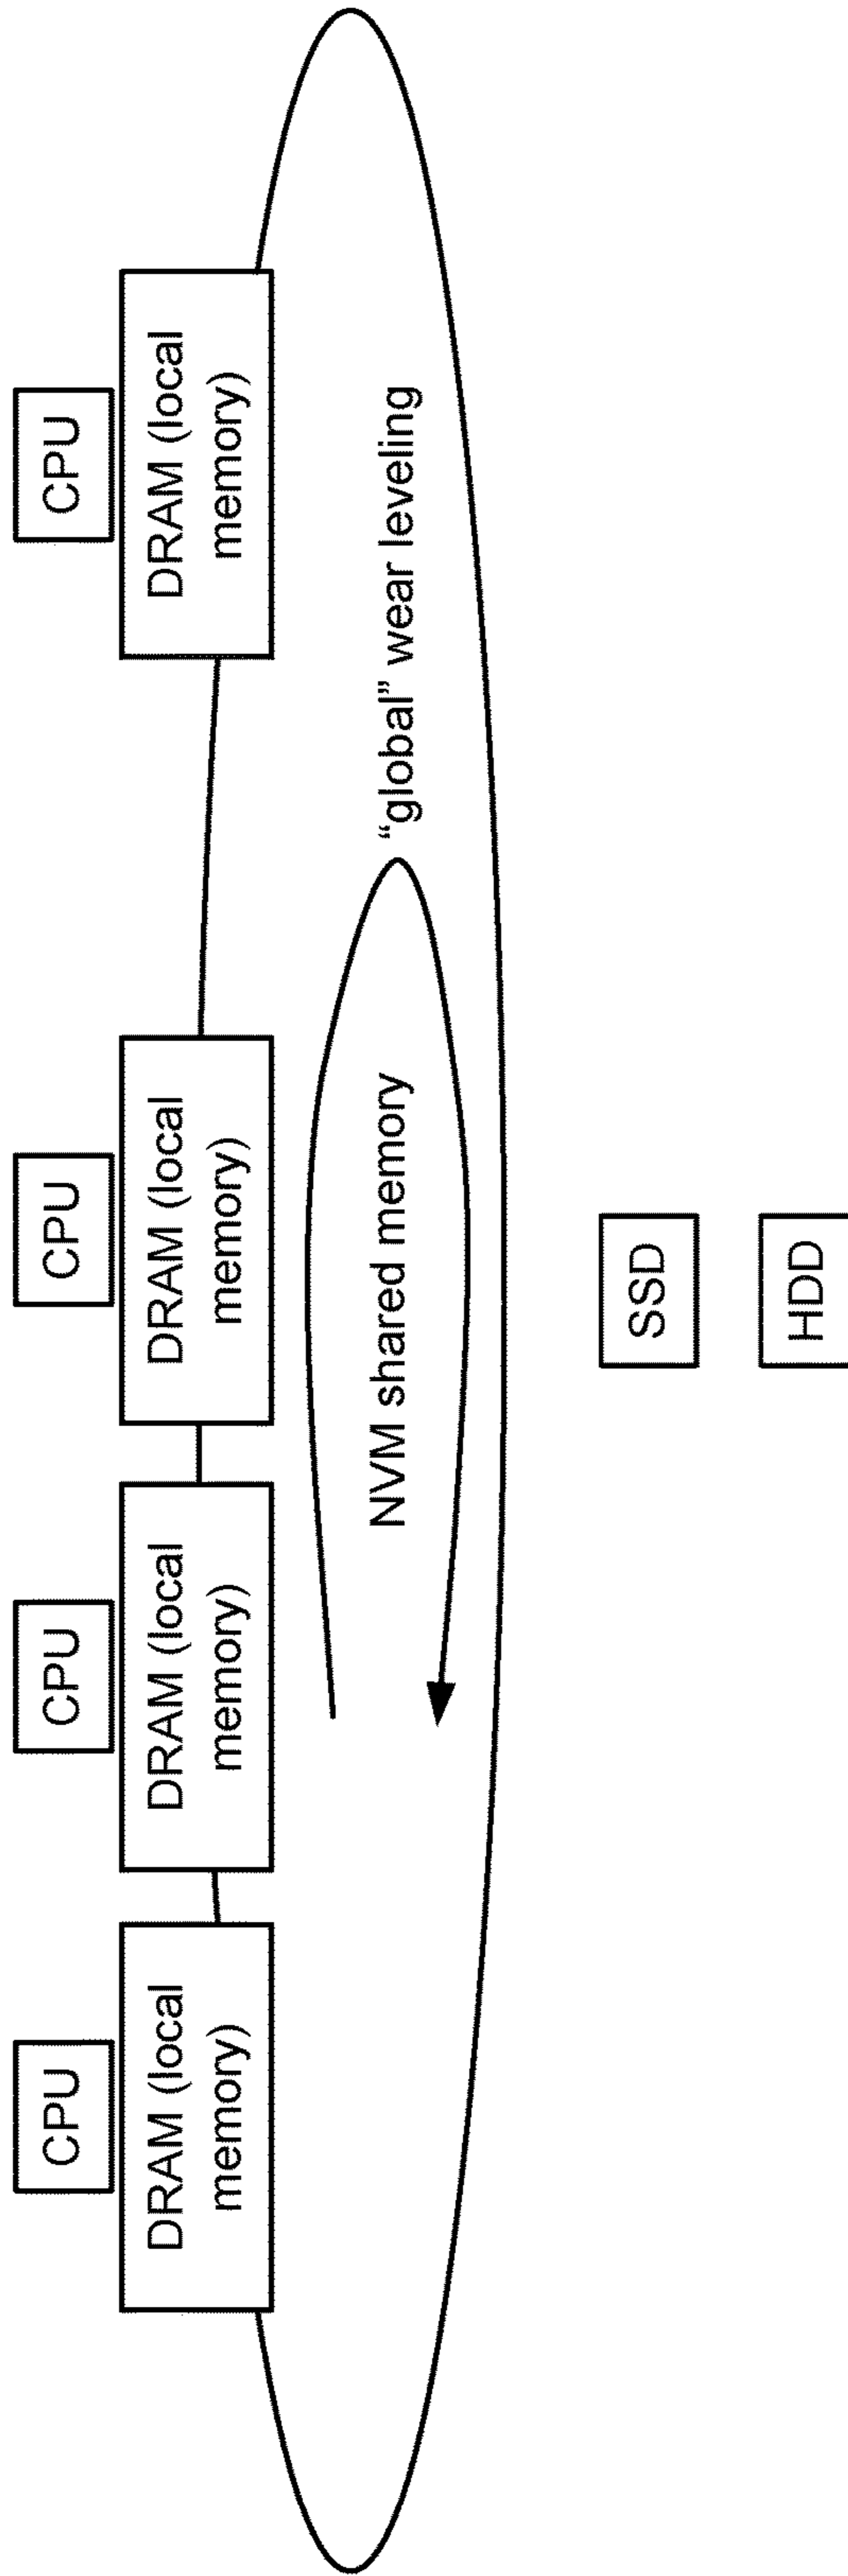 CPU
CPU
CPU
CPU
DRAM (local
memory)
DRAM (local
memory)
DRAM (local
memory)
DRAM (local
memory)
NVM shared memory
“global” wear leveling
SSD
HDD